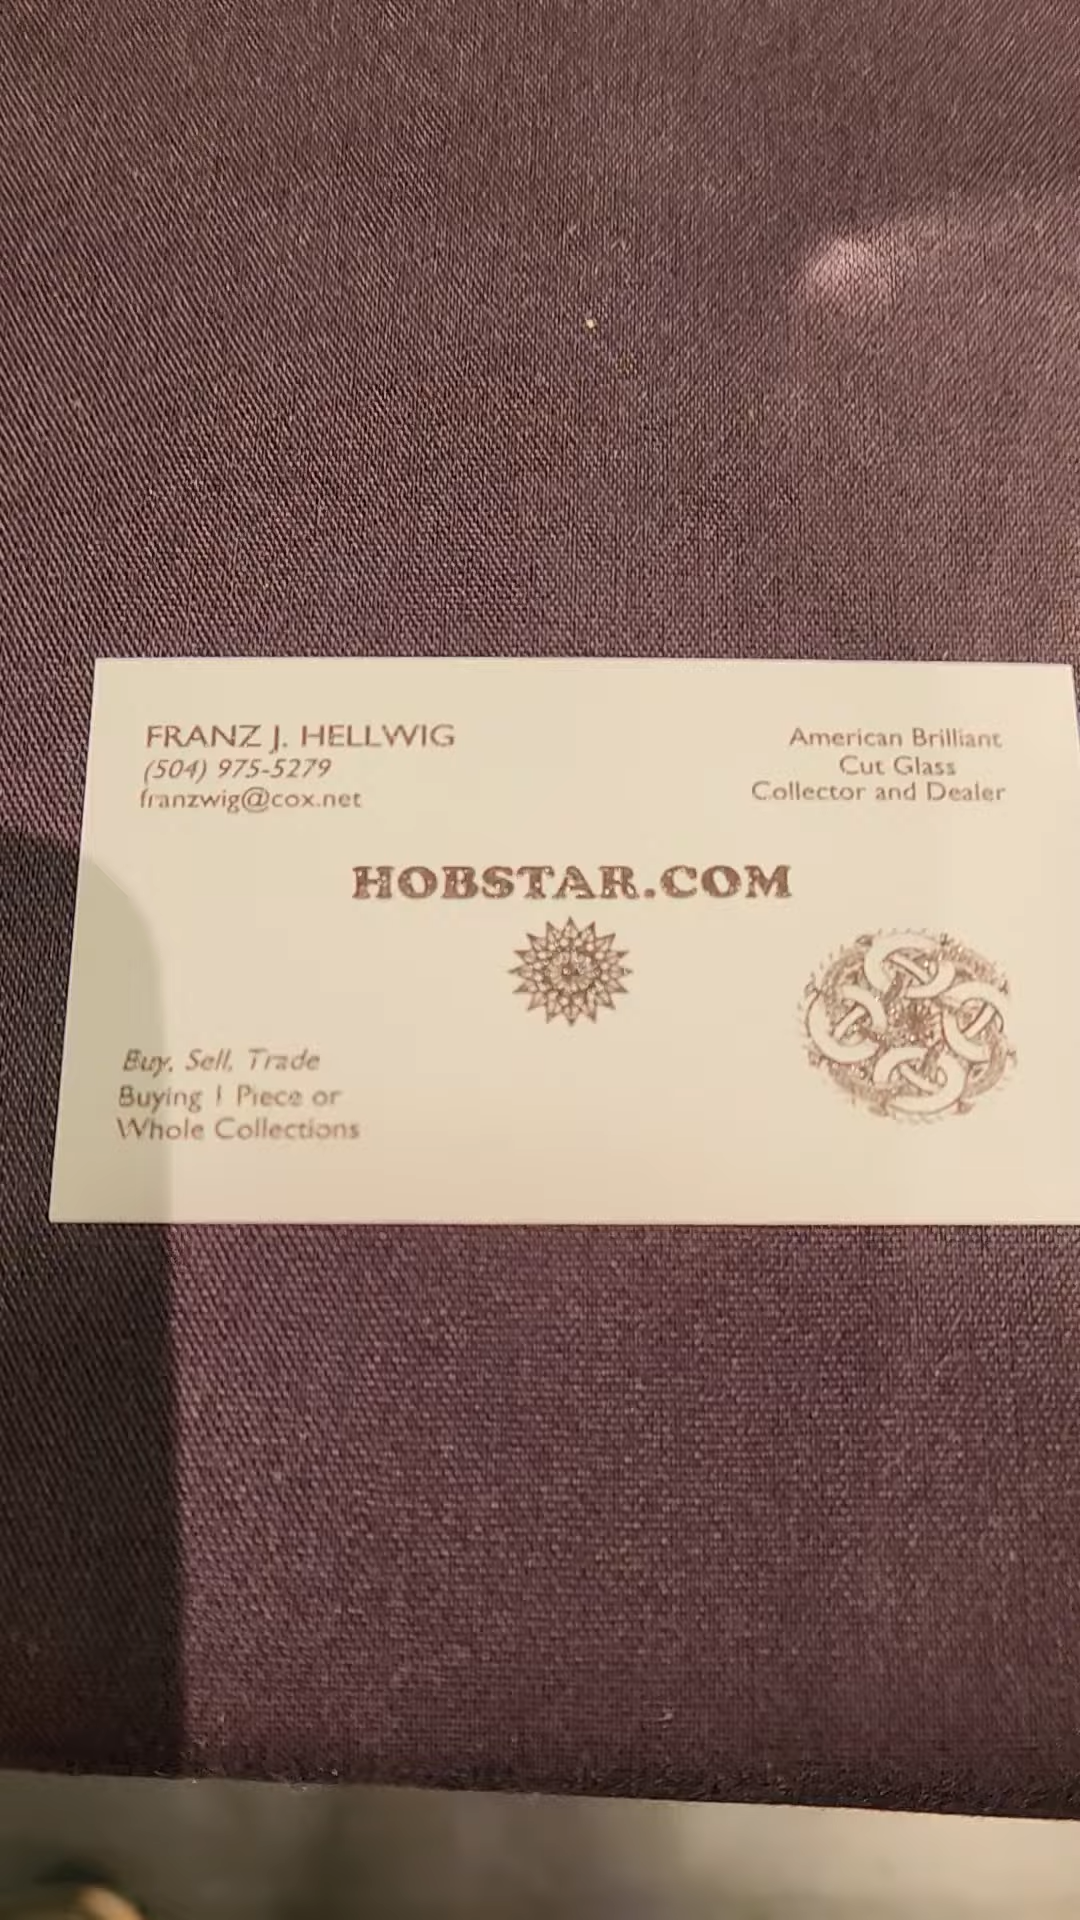 FRANZ J. HELLWIG
(504) 975-5279
franzwig@cox.net
American Brilliant
Cut Glass
Collector and Dealer
HOBSTAR.COM
Buy, Sell, Trade
Buying 1 Piece or
Whole Collections